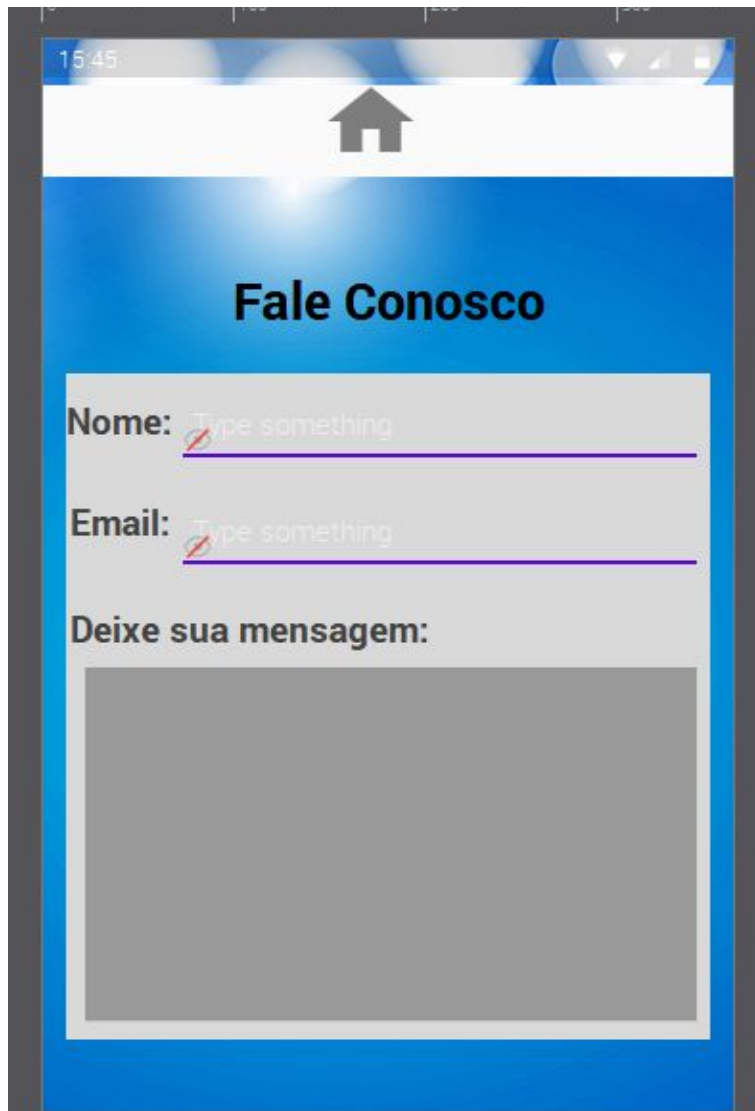 15:45
Fale Conosco
Nome: Type something
Email: Type something
Deixe sua mensagem: